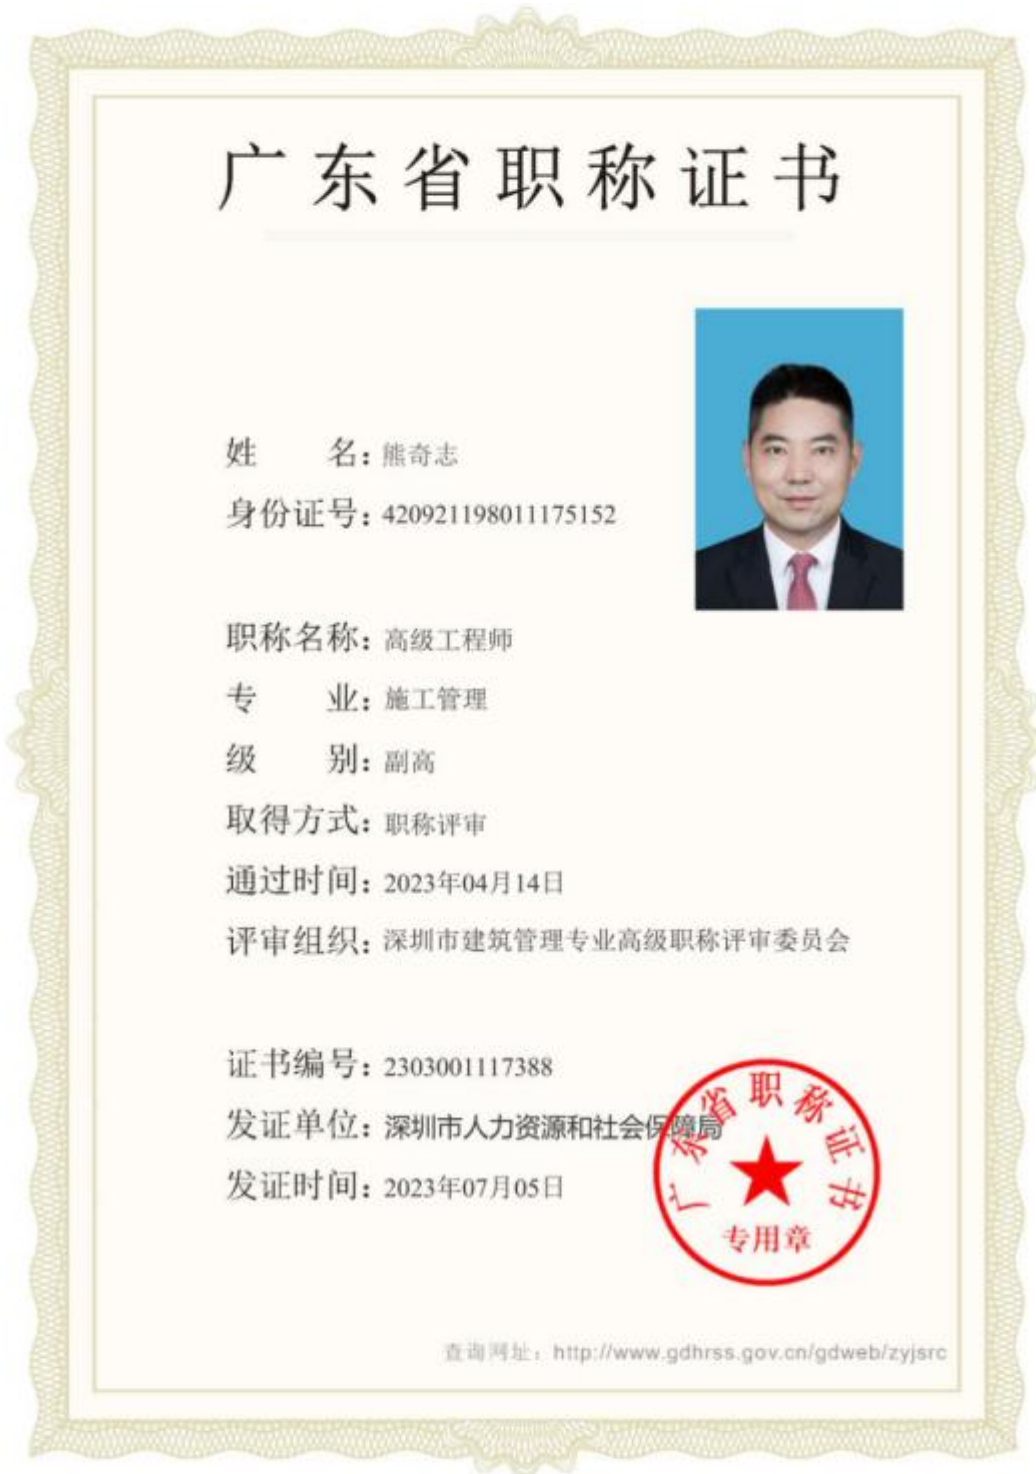 广东省职称证书
姓 名：熊奇志
身份证号：420921198011175152
职称名称：高级工程师
专 业：施工管理
级 别：副高
取得方式：职称评审
通过时间：2023年04月14日
评审组织：深圳市建筑管理专业高级职称评审委员会
证书编号：2303001117388
发证单位：深圳市人力资源和社会保障局
发证时间：2023年07月05日
广东省职称证书
专用章
查询网址：http://www.gdhrss.gov.cn/gdweb/zyjsrc